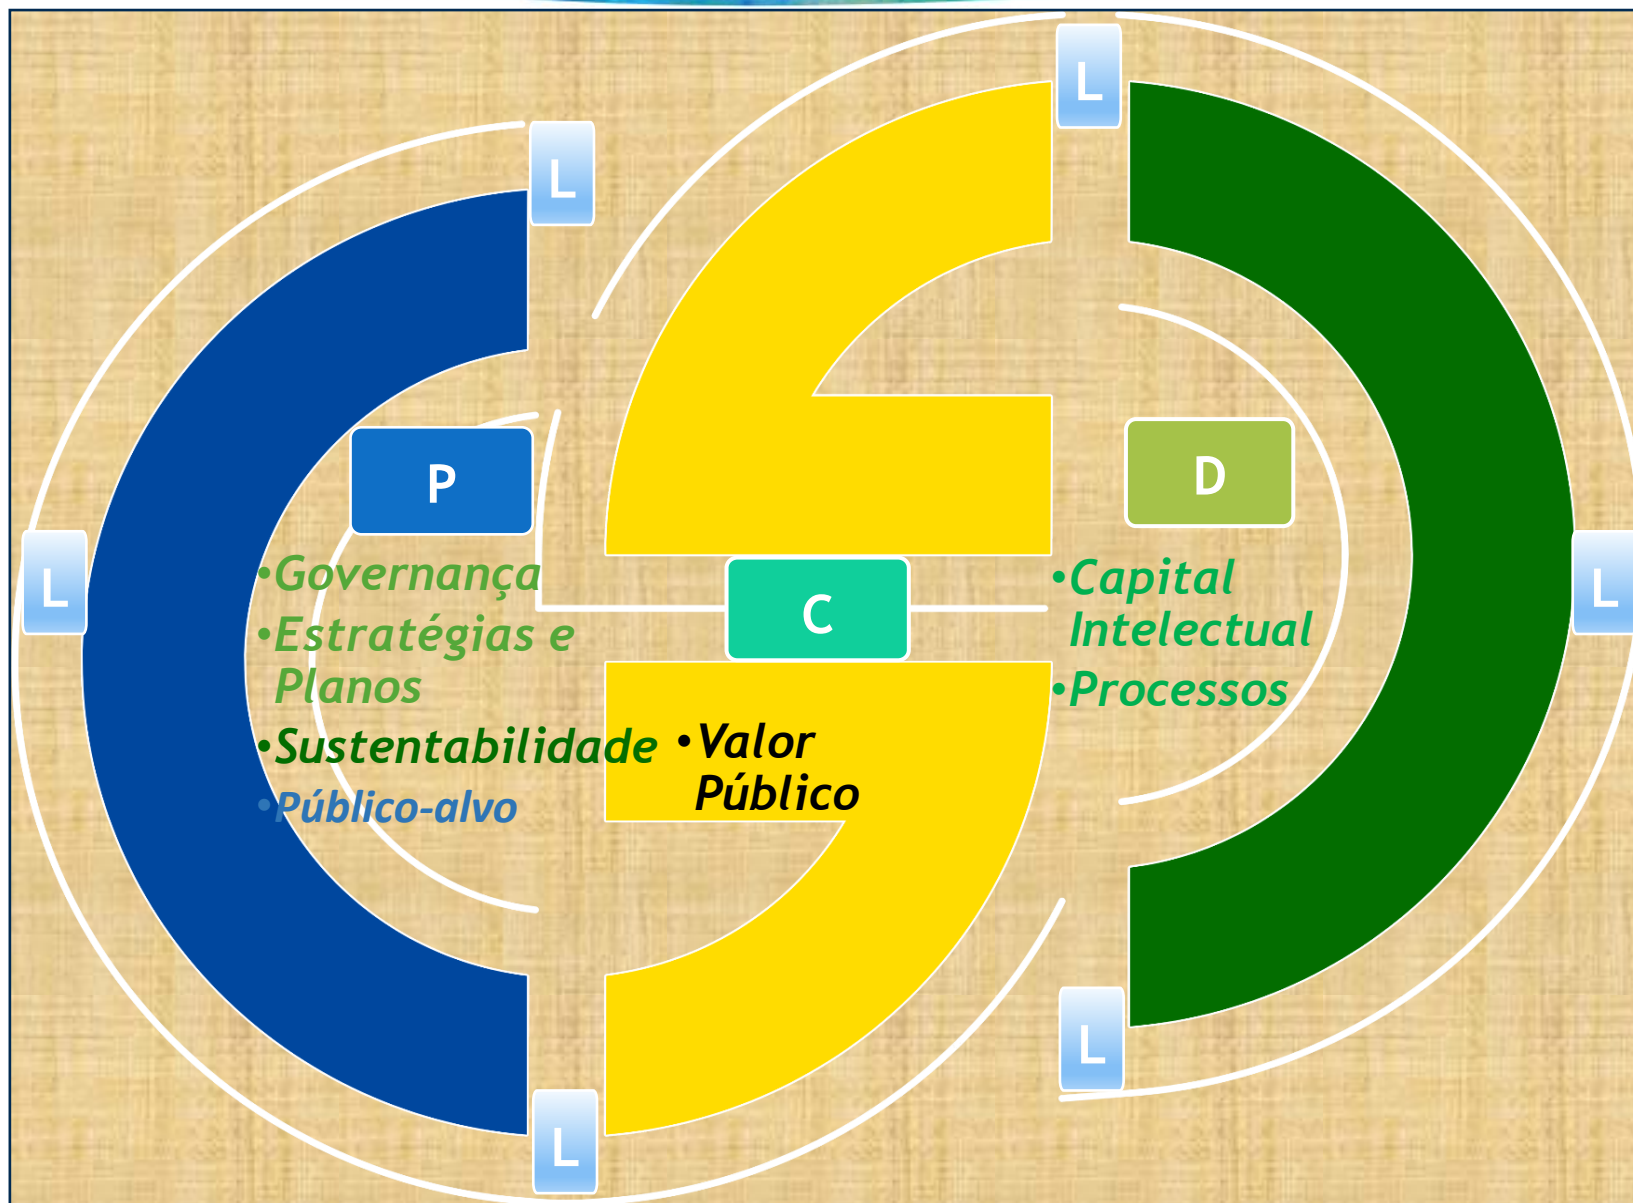 L
L
P
D
•Governança
•Estratégias e
Planos
•Sustentabilidade
•Público-alvo
L
C
•Valor
Público
•Capital
Intelectual
•Processos
L
L
L